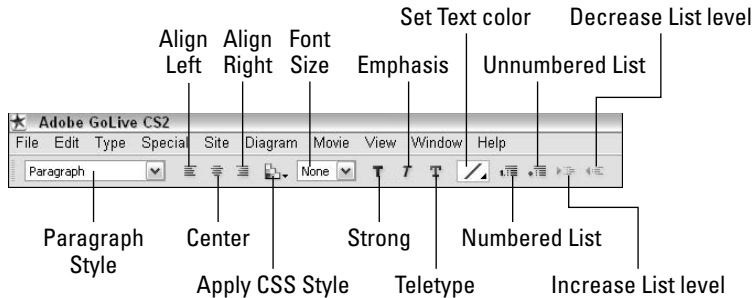 Set Text color
Decrease List level
Align Left
Align Right
Font Size
Emphasis
Unnumbered List
Adobe GoLive CS2
File Edit Type Special Site Diagram Movie View Window Help
Paragraph
None
Paragraph Style
Center
Strong
Numbered List
Apply CSS Style
Teletype
Increase List level